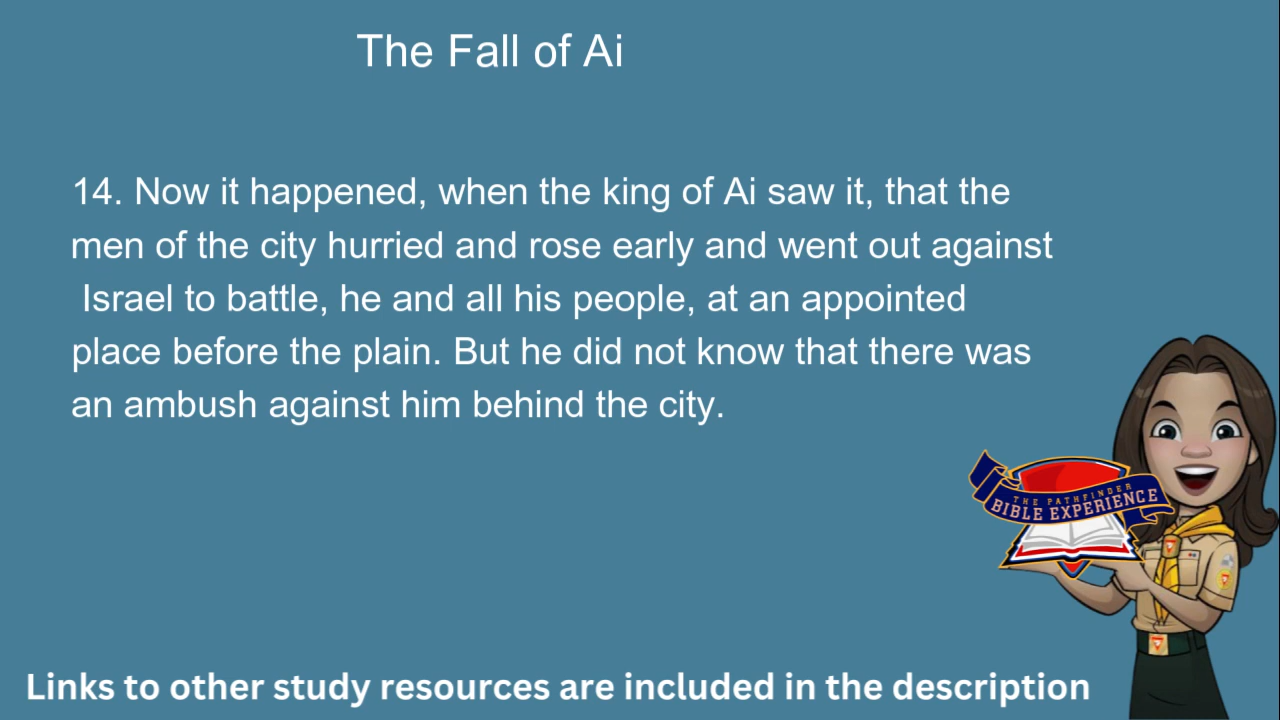 The Fall of Ai
14. Now it happened, when the king of Ai saw it, that the
men of the city hurried and rose early and went out against
Israel to battle, he and all his people, at an appointed
place before the plain. But he did not know that there was
an ambush against him behind the city.
THE PATHFINDER
BIBLE EXPERIENCE
Links to other study resources are included in the description